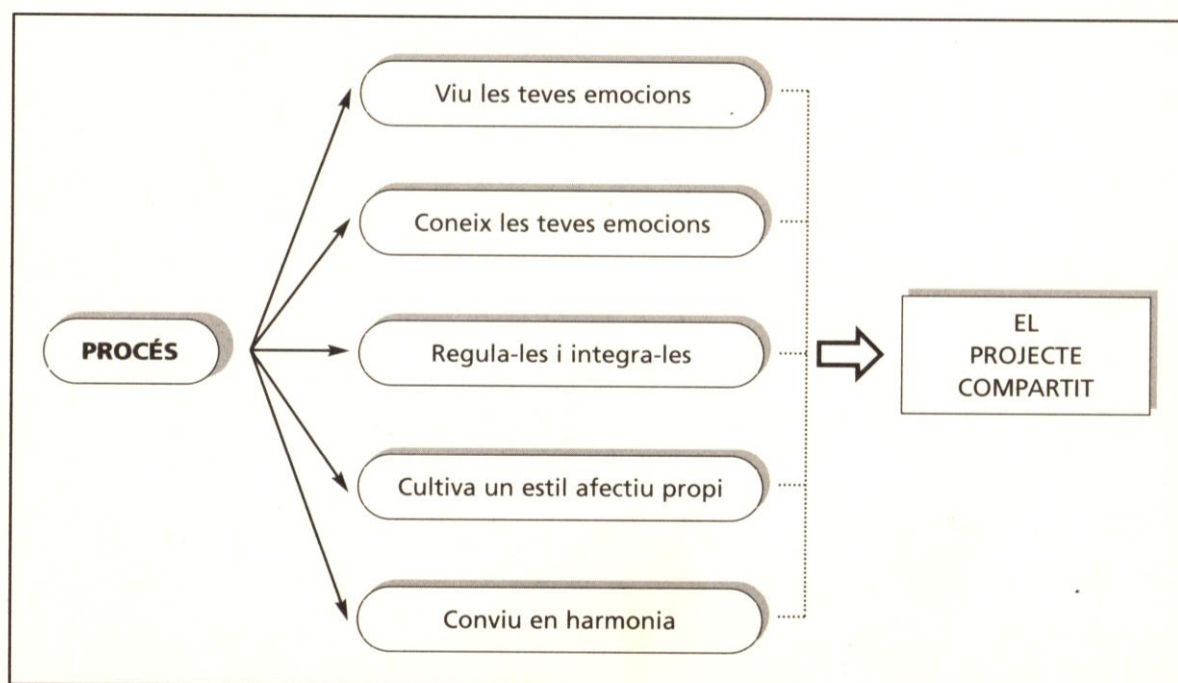 Viu les teves emocions
Coneix les teves emocions
PROCÉS
Regula-les i integra-les
EL
PROJECTE
COMPARTIT
Cultiva un estil afectiu propi
Conviu en harmonia